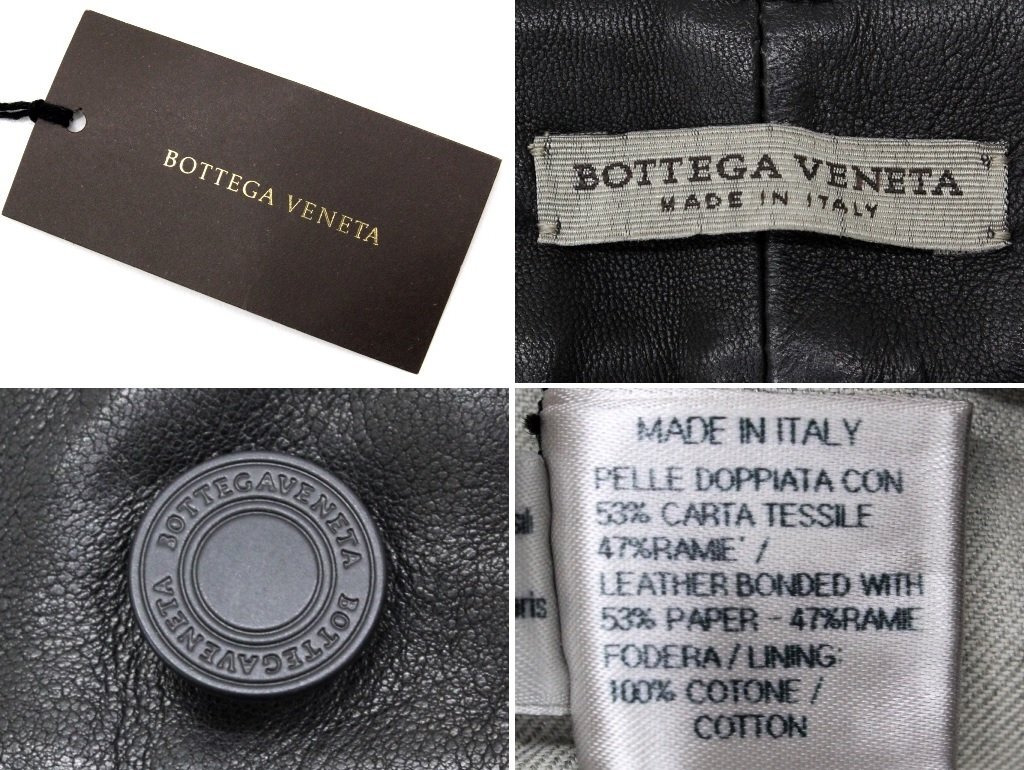 BOTTEGA VENETA
BOTTEGA VENETA
MADE IN ITALY
BOTTEGAVENETA BOTTEGAVENETA
MADE IN ITALY
PELLE DOPPIATA CON
53% CARTA TESSILE
47%RAMIE' /
LEATHER BONDED WITH
53% PAPER - 47%RAMIE
FODERA / LINING:
100% COTONE /
COTTON